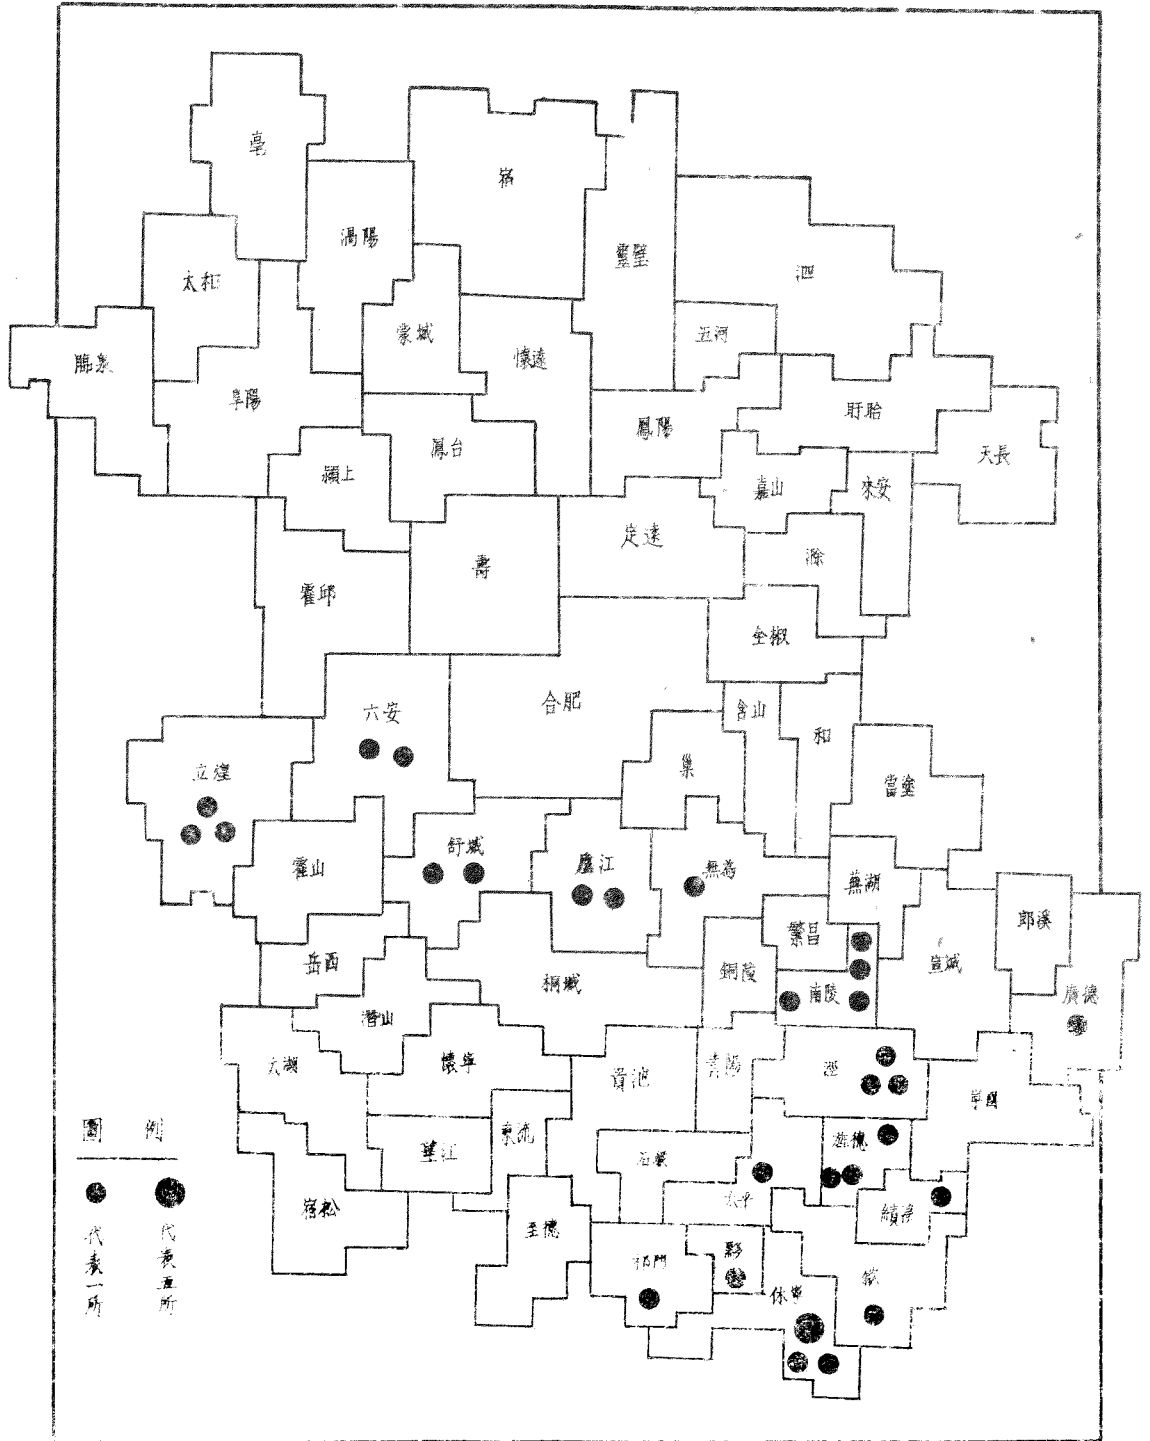 亳
宿
渦陽
靈璧
泗
太和
蒙城
五河
臨泉
懷遠
阜陽
盱眙
鳳陽
鳳台
天長
潁上
嘉山
來安
定遠
滁
壽
霍邱
全椒
合肥
含山
六安
和
巢
立煌
當塗
舒城
霍山
廬江
無為
蕪湖
郎溪
繁昌
岳西
宣城
銅陵
桐城
南陵
廣德
潛山
懷寧
太湖
青陽
涇
貴池
寧國
東流
旌德
圖 例
望江
石埭
太平
宿松
績溪
至德
黟
祁門
歙
休寧
代表一所
代表五所